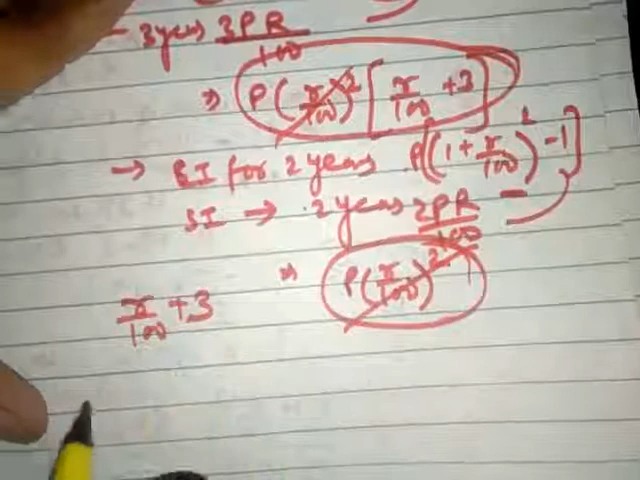 - 3 years 3PR/100
⇒ P(r/100)² [r/100 + 3]
→ CI for 2 years P[(1 + r/100)² - 1]
SI → 2 years 2PR/100 -
⇒ P(r/100)²
r/100 + 3